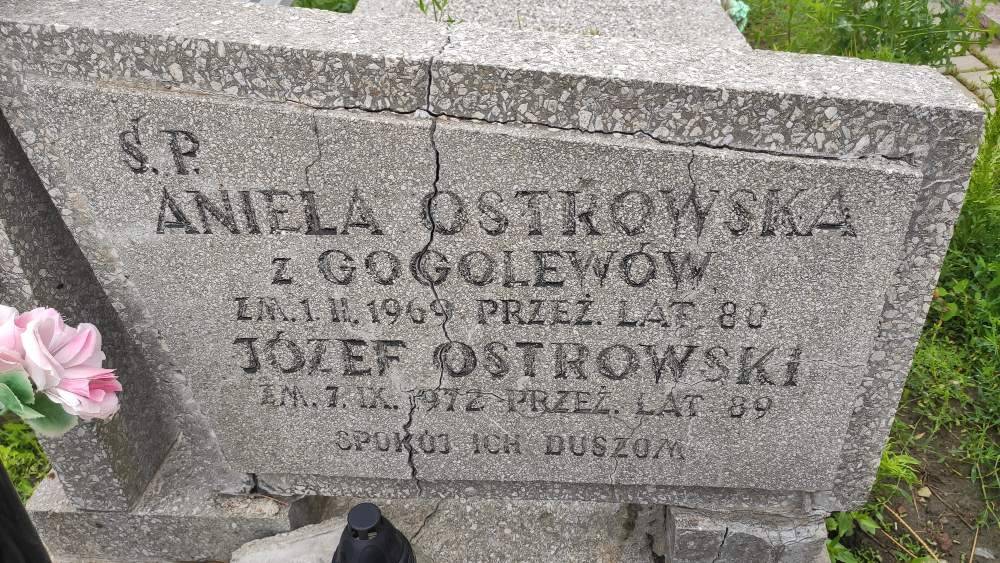 Ś.P.
ANIELA OSTROWSKA
z GOGOLEWÓW
ZM. 1. II. 1969 PRZEŻ. LAT 80
JÓZEF OSTROWSKI
ZM. 7. IX. 1972 PRZEŻ. LAT 89
SPOKÓJ ICH DUSZOM